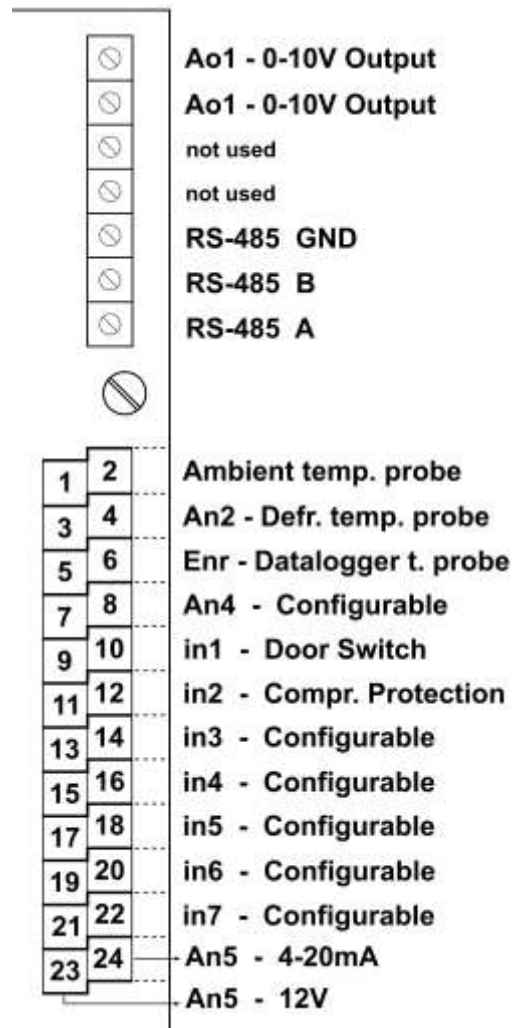 Ao1 - 0-10V Output
Ao1 - 0-10V Output
not used
not used
RS-485 GND
RS-485 B
RS-485 A
1 2 Ambient temp. probe
3 4 An2 - Defr. temp. probe
5 6 Enr - Datalogger t. probe
7 8 An4 - Configurable
9 10 in1 - Door Switch
11 12 in2 - Compr. Protection
13 14 in3 - Configurable
15 16 in4 - Configurable
17 18 in5 - Configurable
19 20 in6 - Configurable
21 22 in7 - Configurable
23 24 An5 - 4-20mA
An5 - 12V